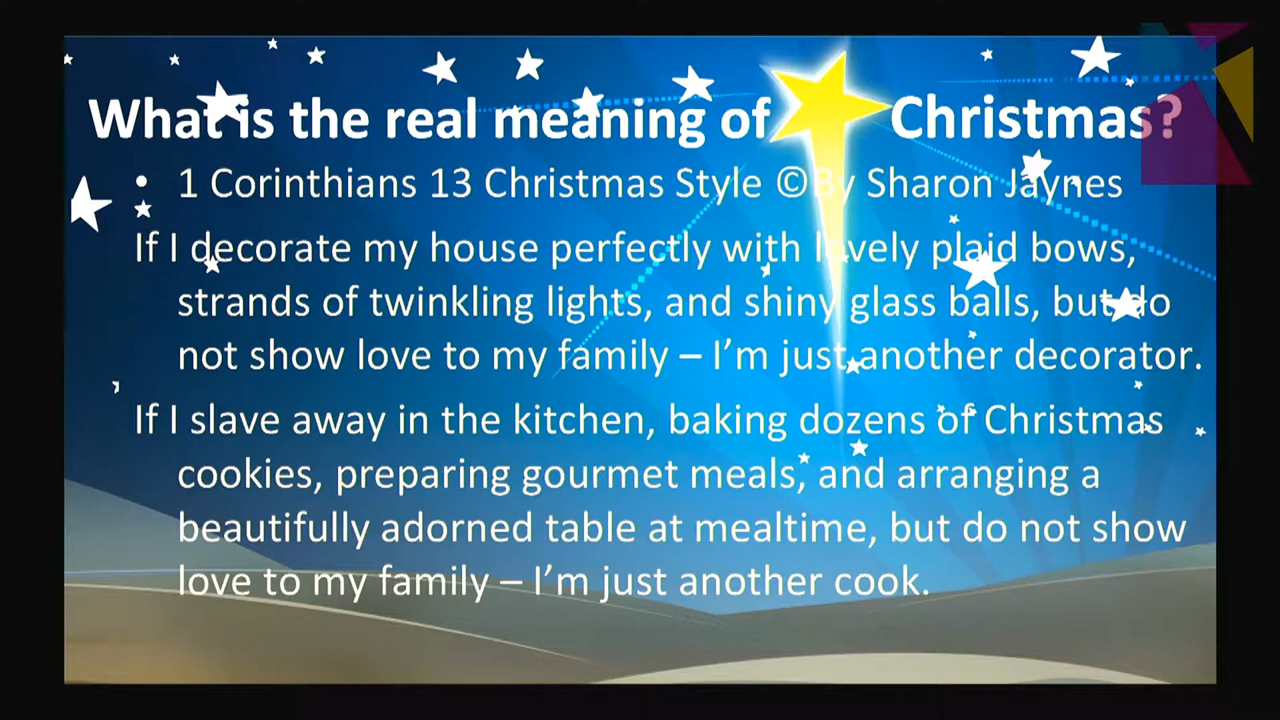 What is the real meaning of Christmas?
• 1 Corinthians 13 Christmas Style ©By Sharon Jaynes
If I decorate my house perfectly with lovely plaid bows,
strands of twinkling lights, and shiny glass balls, but do
not show love to my family – I’m just another decorator.
If I slave away in the kitchen, baking dozens of Christmas
cookies, preparing gourmet meals, and arranging a
beautifully adorned table at mealtime, but do not show
love to my family – I’m just another cook.